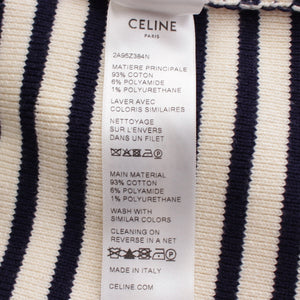 CELINE
PARIS
2A95Z384N
MATIERE PRINCIPALE
93% COTON
6% POLYAMIDE
1% POLYURETHANE
LAVER AVEC
COLORIS SIMILAIRES
NETTOYAGE
SUR L'ENVERS
DANS UN FILET
MAIN MATERIAL
93% COTTON
6% POLYAMIDE
1% POLYURETHANE
WASH WITH
SIMILAR COLORS
CLEANING ON
REVERSE IN A NET
MADE IN ITALY
CELINE.COM